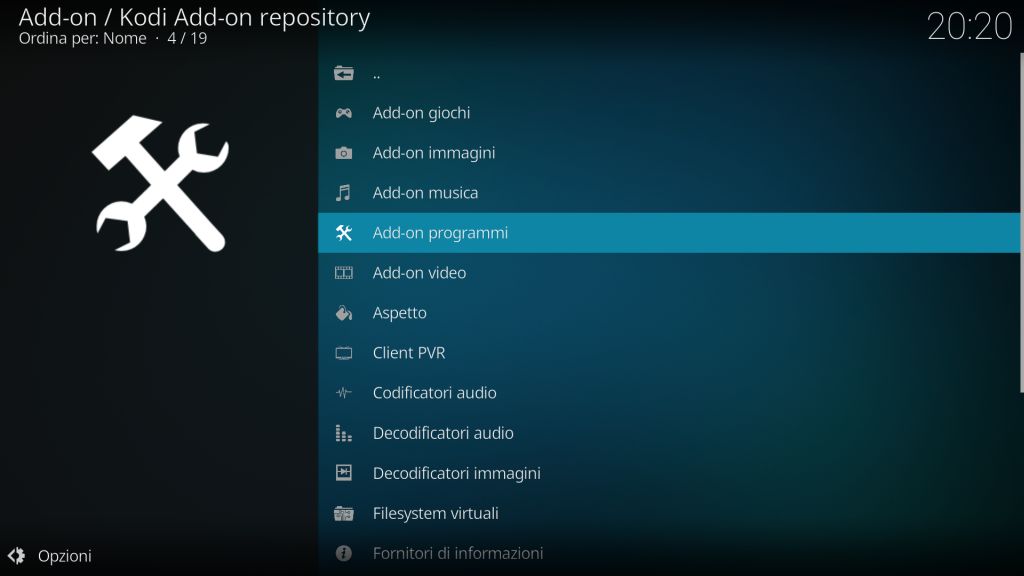 Add-on / Kodi Add-on repository
Ordina per: Nome · 4 / 19
20:20
..
Add-on giochi
Add-on immagini
Add-on musica
Add-on programmi
Add-on video
Aspetto
Client PVR
Codificatori audio
Decodificatori audio
Decodificatori immagini
Filesystem virtuali
Fornitori di informazioni
Opzioni